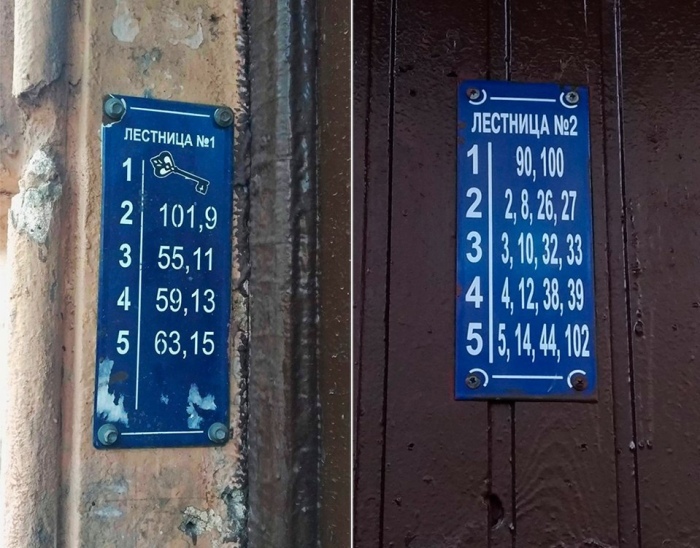 ЛЕСТНИЦА №1
1
2 101,9
3 55,11
4 59,13
5 63,15
ЛЕСТНИЦА №2
1 90, 100
2 2, 8, 26, 27
3 3, 10, 32, 33
4 4, 12, 38, 39
5 5, 14, 44, 102